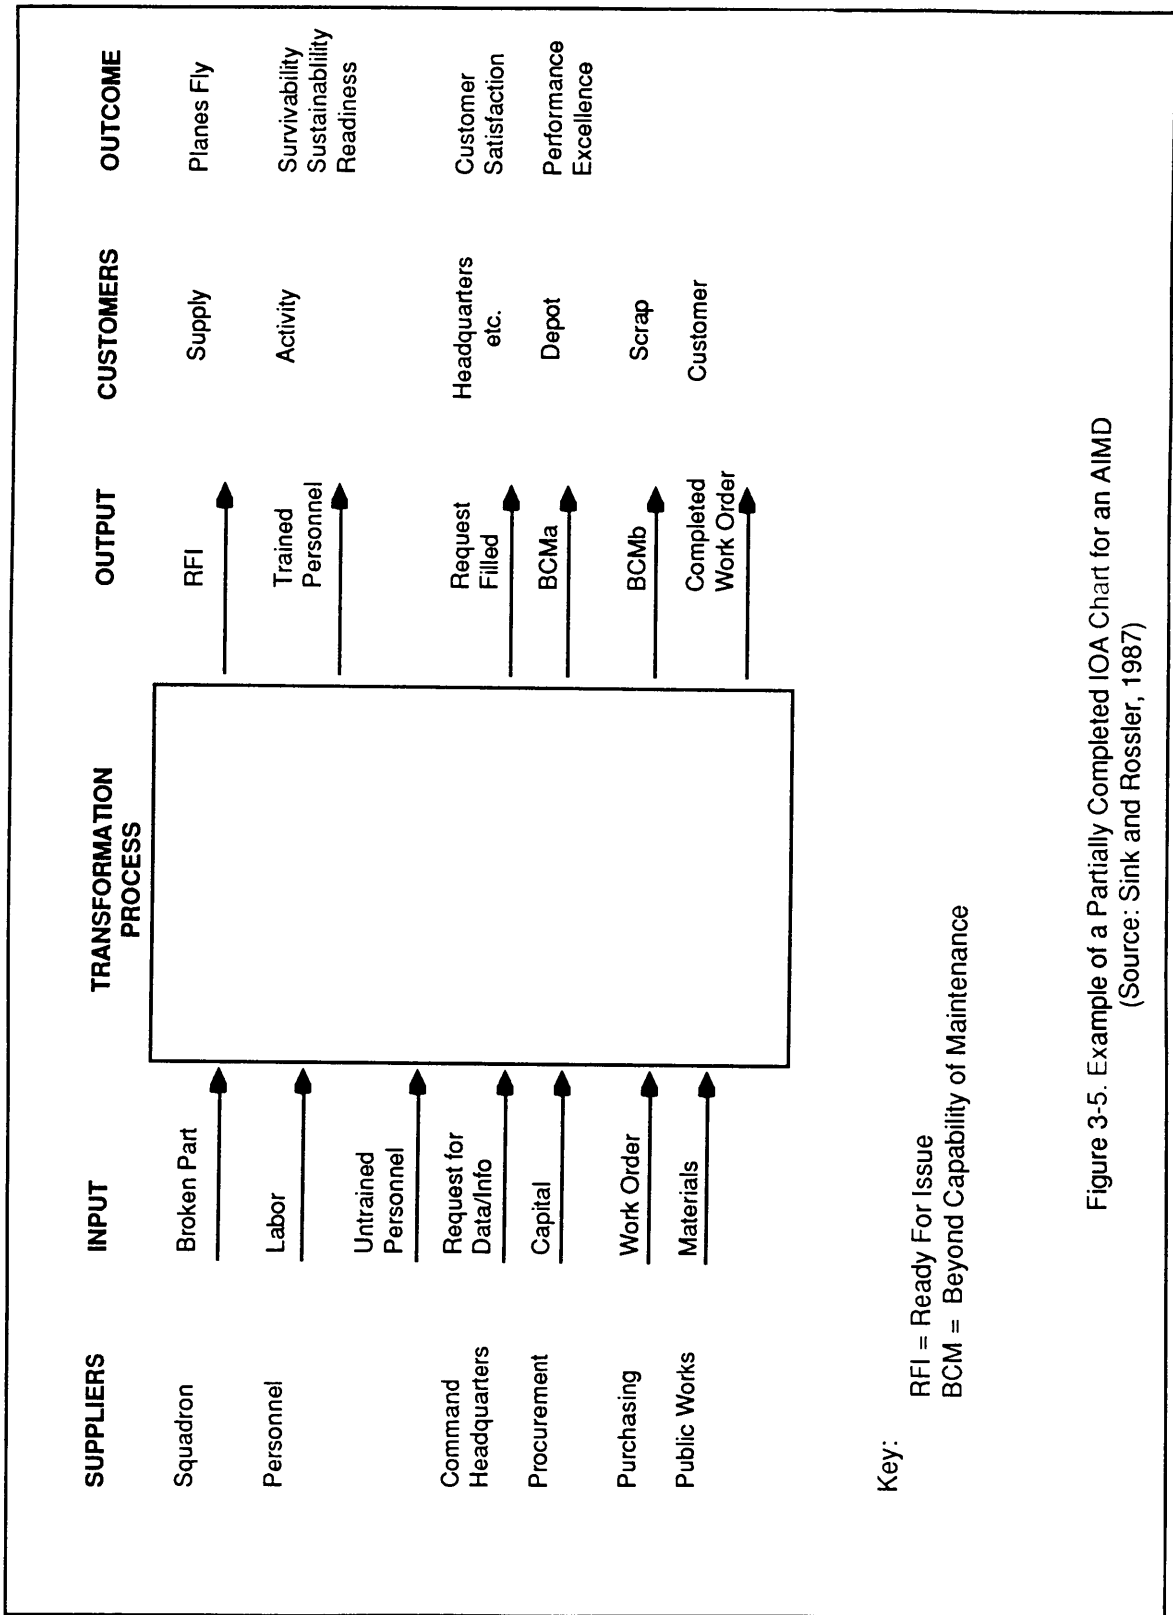 SUPPLIERS
INPUT
TRANSFORMATION
PROCESS
OUTPUT
CUSTOMERS
OUTCOME
Squadron
Broken Part
RFI
Supply
Planes Fly
Personnel
Labor
Trained
Personnel
Activity
Survivability
Sustainablility
Readiness
Untrained
Personnel
Command
Headquarters
Request for
Data/Info
Request
Filled
Headquarters
etc.
Customer
Satisfaction
Procurement
Capital
BCMa
Depot
Performance
Excellence
Purchasing
Work Order
BCMb
Scrap
Public Works
Materials
Completed
Work Order
Customer
Key:
RFI = Ready For Issue
BCM = Beyond Capability of Maintenance
Figure 3-5. Example of a Partially Completed IOA Chart for an AIMD
(Source: Sink and Rossler, 1987)